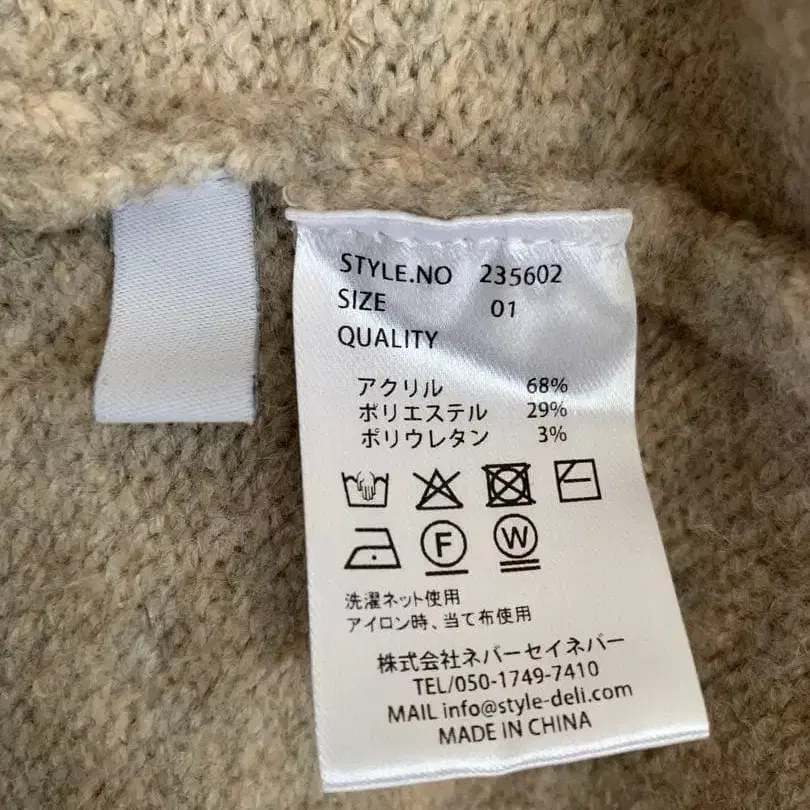 STYLE.NO 235602
SIZE 01
QUALITY
アクリル 68%
ポリエステル 29%
ポリウレタン 3%
F W
洗濯ネット使用
アイロン時、当て布使用
株式会社ネバーセイネバー
TEL/050-1749-7410
MAIL info@style-deli.com
MADE IN CHINA